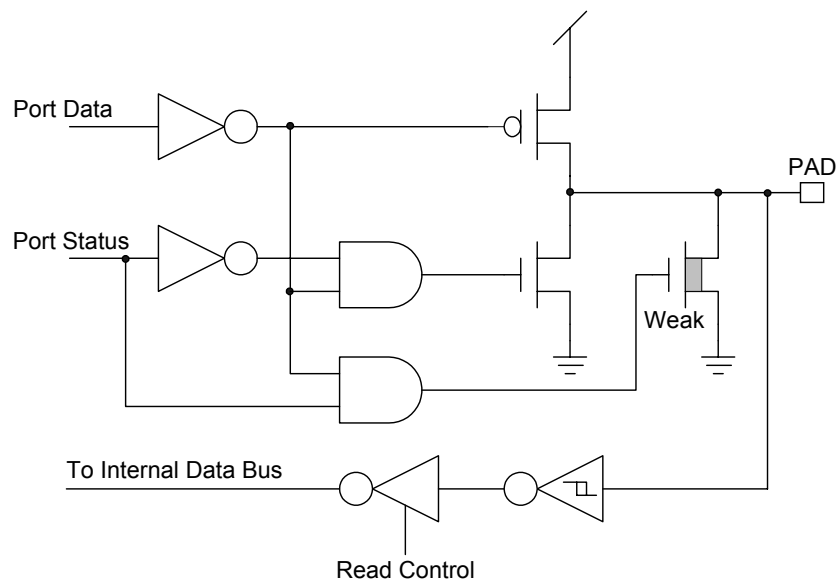 Port Data
PAD
Port Status
Weak
To Internal Data Bus
Read Control